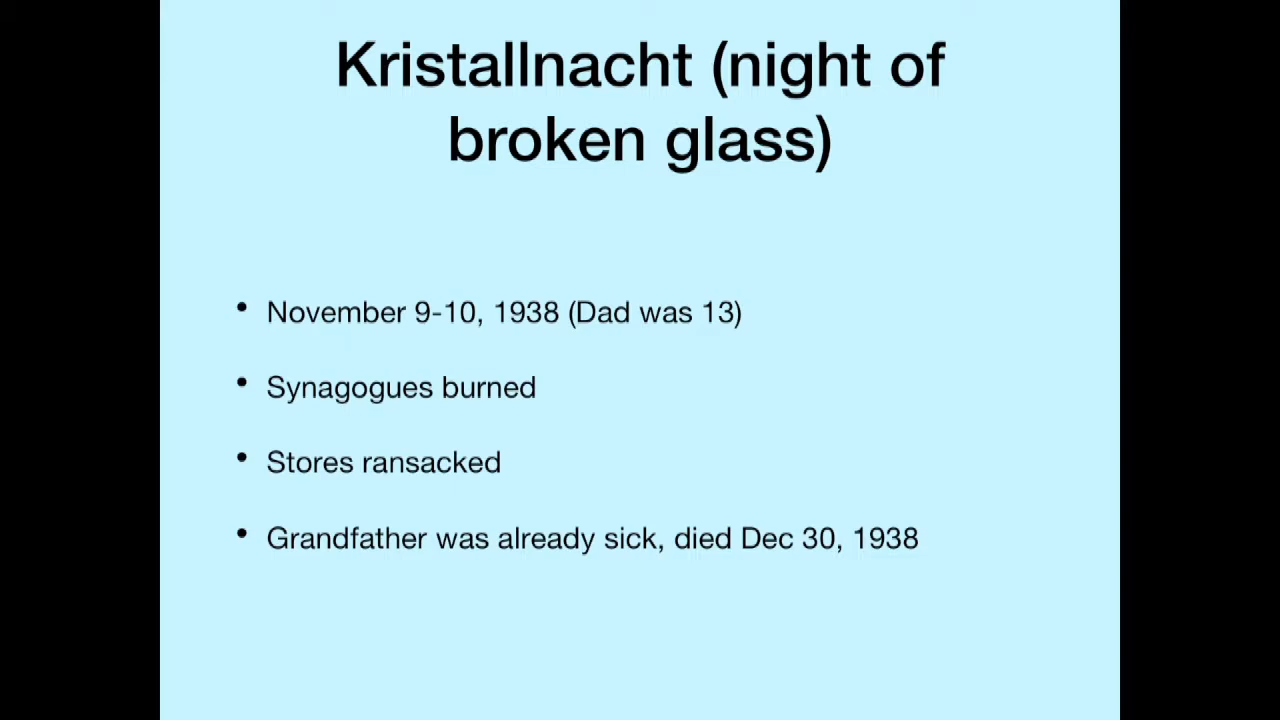 Kristallnacht (night of
broken glass)
• November 9-10, 1938 (Dad was 13)
• Synagogues burned
• Stores ransacked
• Grandfather was already sick, died Dec 30, 1938